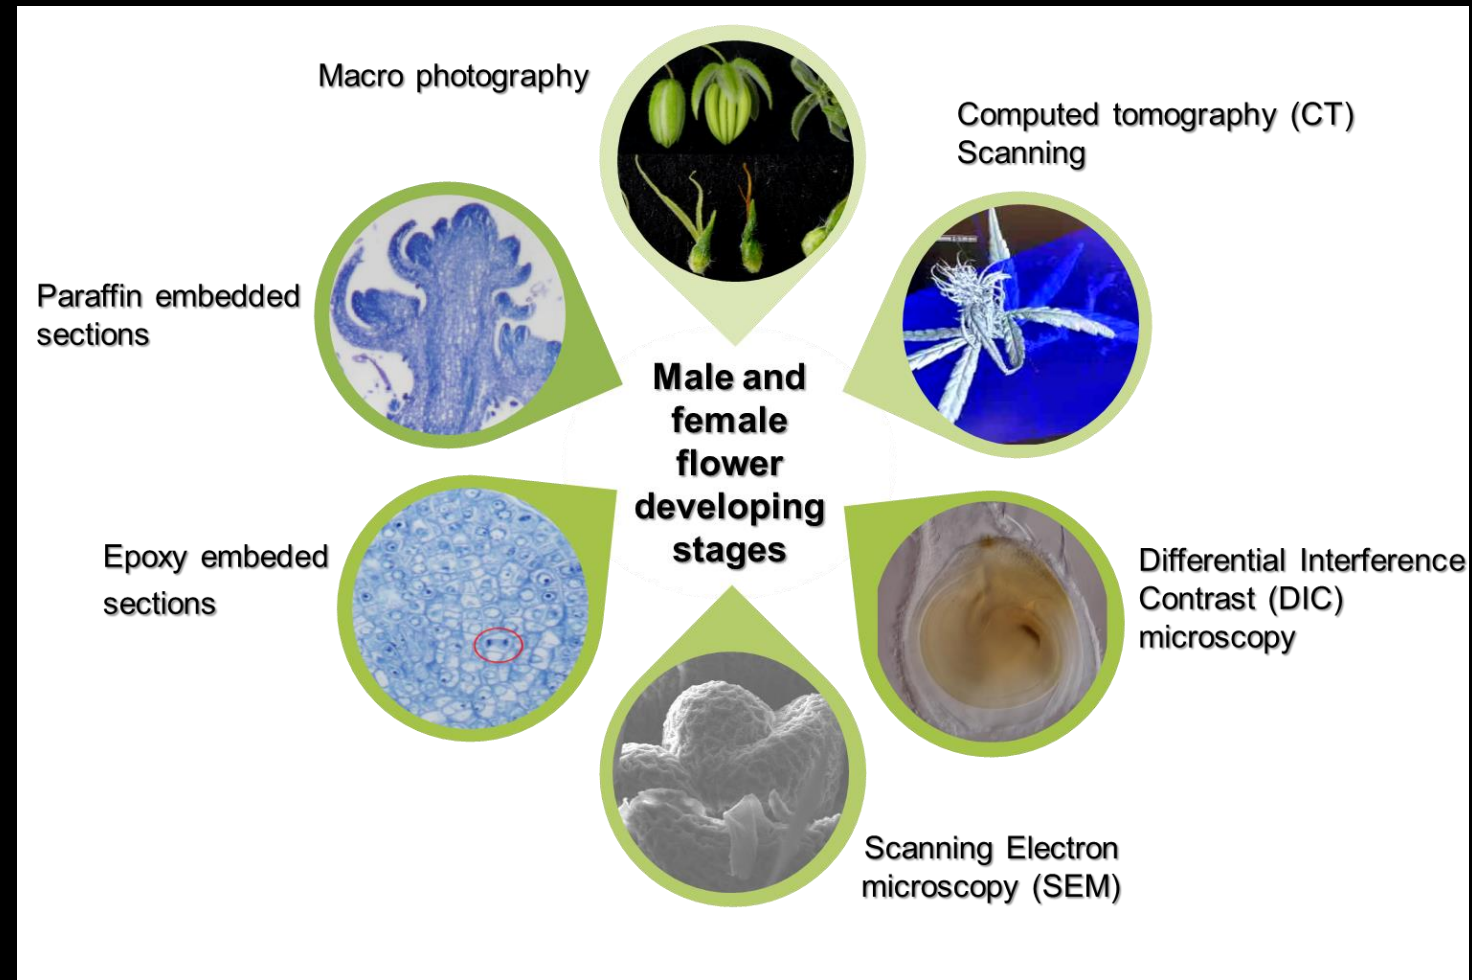 Macro photography
Computed tomography (CT)
Scanning
Paraffin embedded
sections
Male and
female
flower
developing
stages
Epoxy embeded
sections
Differential Interference
Contrast (DIC)
microscopy
Scanning Electron
microscopy (SEM)